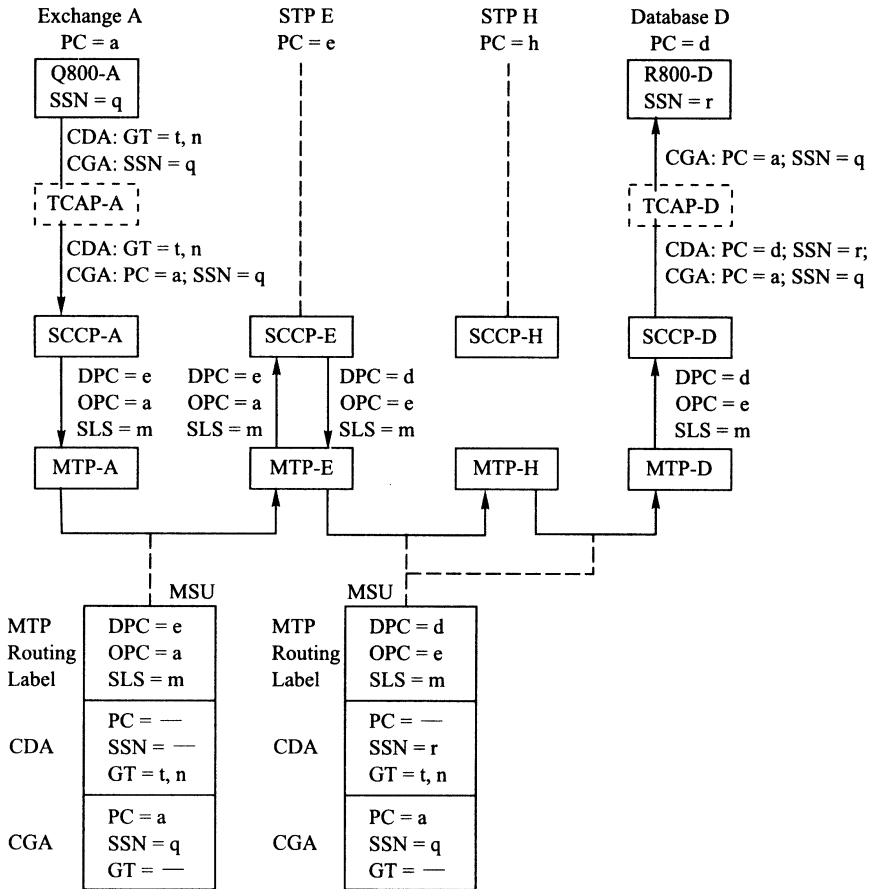 Exchange A
PC = a
STP E
PC = e
STP H
PC = h
Database D
PC = d
Q800-A
SSN = q
R800-D
SSN = r
CDA: GT = t, n
CGA: SSN = q
CGA: PC = a; SSN = q
TCAP-A
TCAP-D
CDA: GT = t, n
CGA: PC = a; SSN = q
CDA: PC = d; SSN = r;
CGA: PC = a; SSN = q
SCCP-A
SCCP-E
SCCP-H
SCCP-D
DPC = e
OPC = a
SLS = m
DPC = e
OPC = a
SLS = m
DPC = d
OPC = e
SLS = m
DPC = d
OPC = e
SLS = m
MTP-A
MTP-E
MTP-H
MTP-D
MSU
MTP
Routing
Label
DPC = e
OPC = a
SLS = m
CDA
PC = —
SSN = —
GT = t, n
CGA
PC = a
SSN = q
GT = —
MSU
MTP
Routing
Label
DPC = d
OPC = e
SLS = m
CDA
PC = —
SSN = r
GT = t, n
CGA
PC = a
SSN = q
GT = —